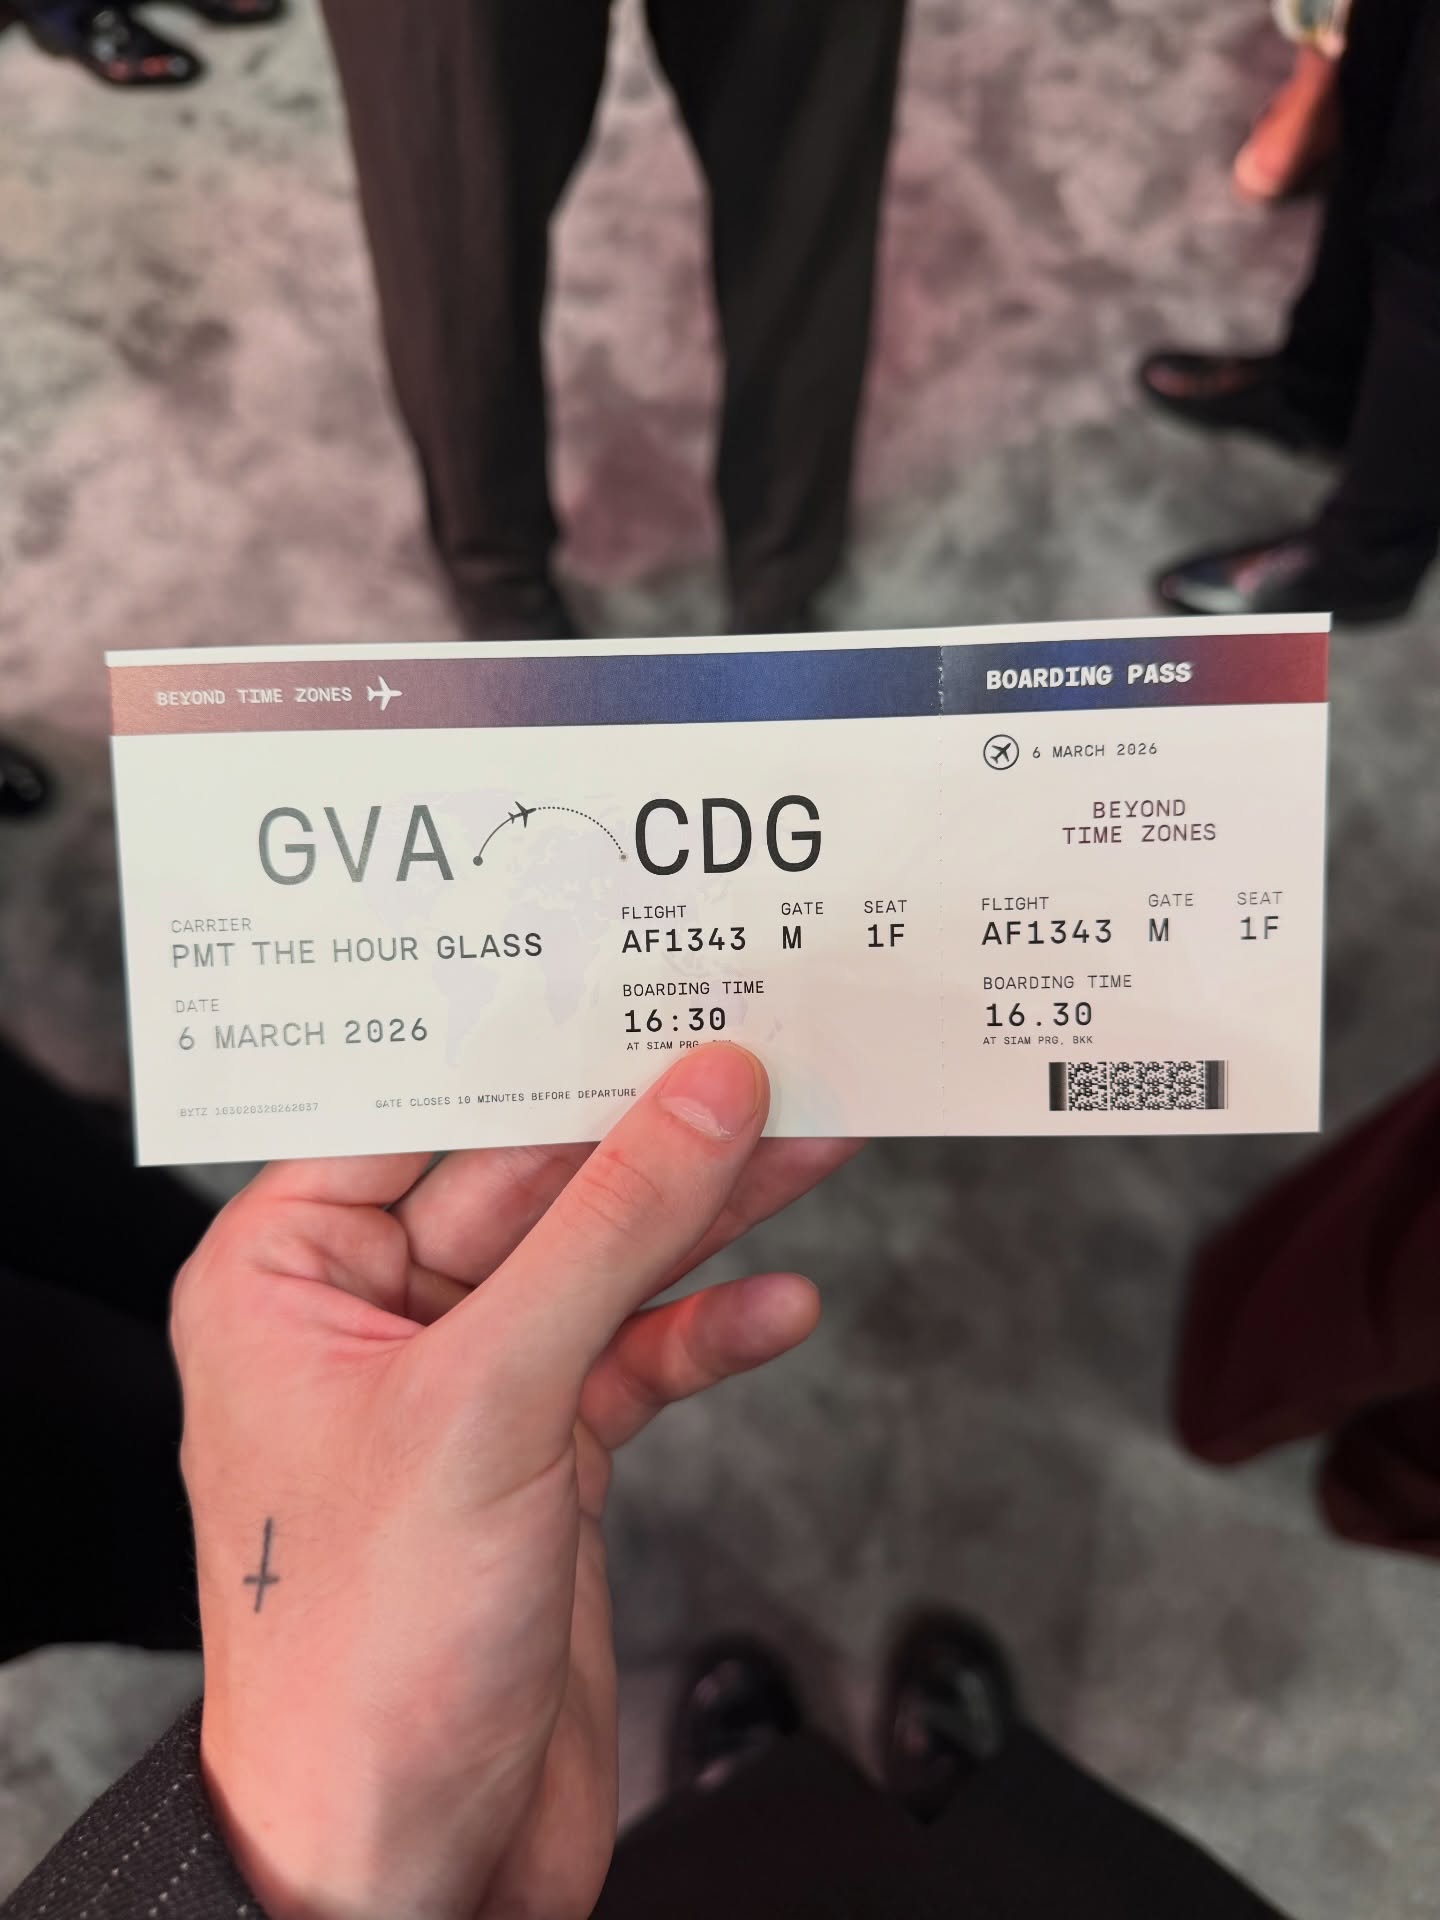 BEYOND TIME ZONES
GVA CDG
CARRIER
PMT THE HOUR GLASS
DATE
6 MARCH 2026
FLIGHT GATE SEAT
AF1343 M 1F
BOARDING TIME
16:30
AT SIAM PRG,
BYTZ 103020320262037
GATE CLOSES 10 MINUTES BEFORE DEPARTURE
BOARDING PASS
6 MARCH 2026
BEYOND
TIME ZONES
FLIGHT GATE SEAT
AF1343 M 1F
BOARDING TIME
16.30
AT SIAM PRG, BKK